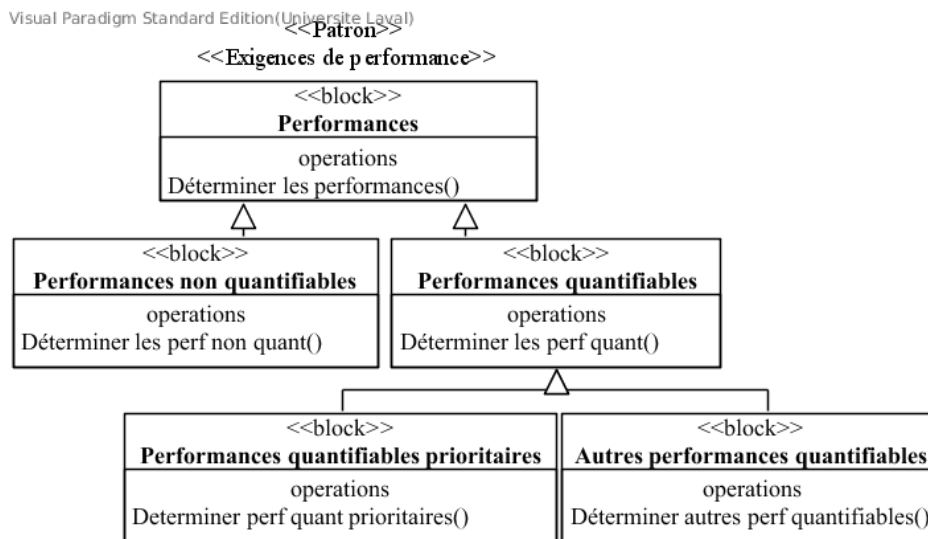 Visual Paradigm Standard Edition(Universite Laval)
<<Patron>>
<<Exigences de performance>>
<<block>>
Performances
operations
Déterminer les performances()
<<block>>
Performances non quantifiables
operations
Déterminer les perf non quant()
<<block>>
Performances quantifiables
operations
Déterminer les perf quant()
<<block>>
Performances quantifiables prioritaires
operations
Determiner perf quant prioritaires()
<<block>>
Autres performances quantifiables
operations
Déterminer autres perf quantifiables()